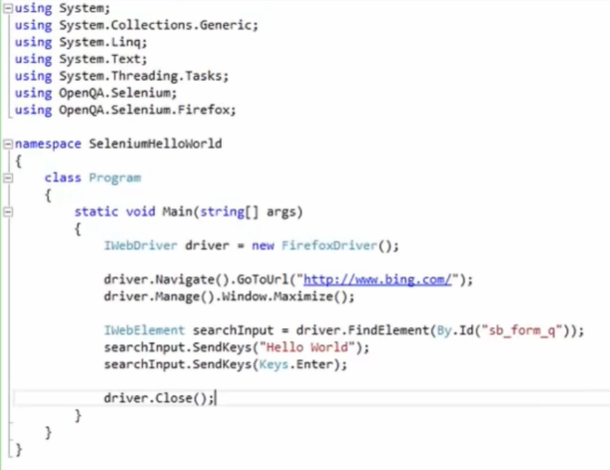 using System;
using System.Collections.Generic;
using System.Linq;
using System.Text;
using System.Threading.Tasks;
using OpenQA.Selenium;
using OpenQA.Selenium.Firefox;
namespace SeleniumHelloWorld
{
class Program
{
static void Main(string[] args)
{
IWebDriver driver = new FirefoxDriver();
driver.Navigate().GoToUrl("http://www.bing.com/");
driver.Manage().Window.Maximize();
IWebElement searchInput = driver.FindElement(By.Id("sb_form_q"));
searchInput.SendKeys("Hello World");
searchInput.SendKeys(Keys.Enter);
driver.Close();
}
}
}